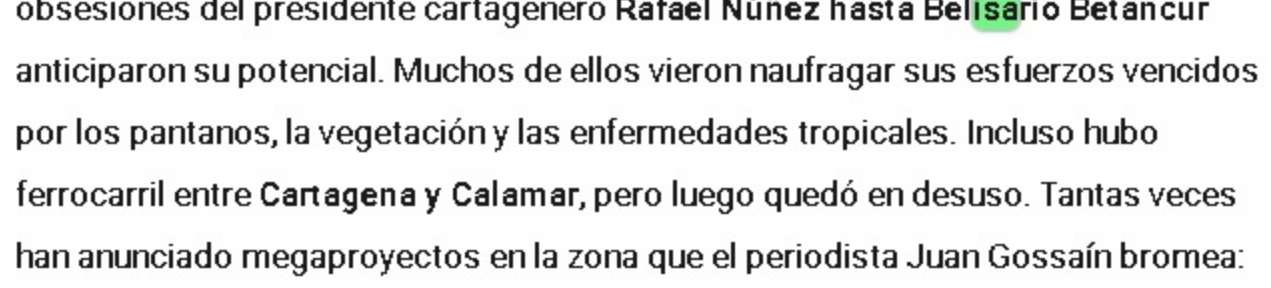 obsesiones del presidente cartagenero Rafael Núñez hasta Belisario Betancur
anticiparon su potencial. Muchos de ellos vieron naufragar sus esfuerzos vencidos
por los pantanos, la vegetación y las enfermedades tropicales. Incluso hubo
ferrocarril entre Cartagena y Calamar, pero luego quedó en desuso. Tantas veces
han anunciado megaproyectos en la zona que el periodista Juan Gossaín bromea: